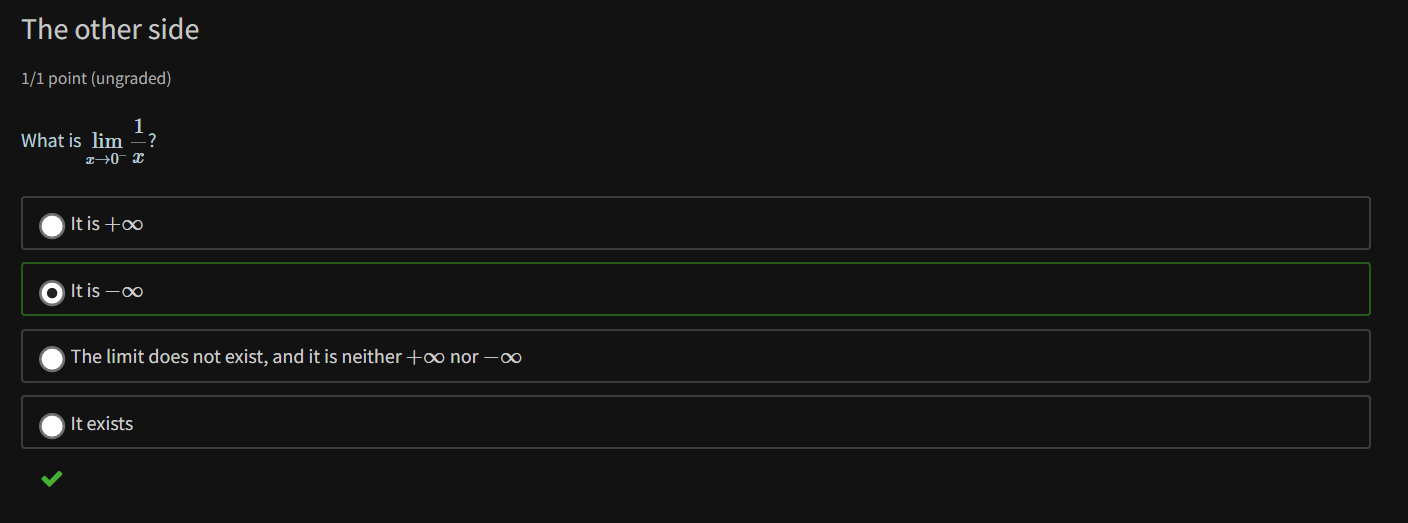 The other side
1/1 point (ungraded)
What is lim x→0⁻ 1/x?
It is +∞
It is −∞
The limit does not exist, and it is neither +∞ nor −∞
It exists